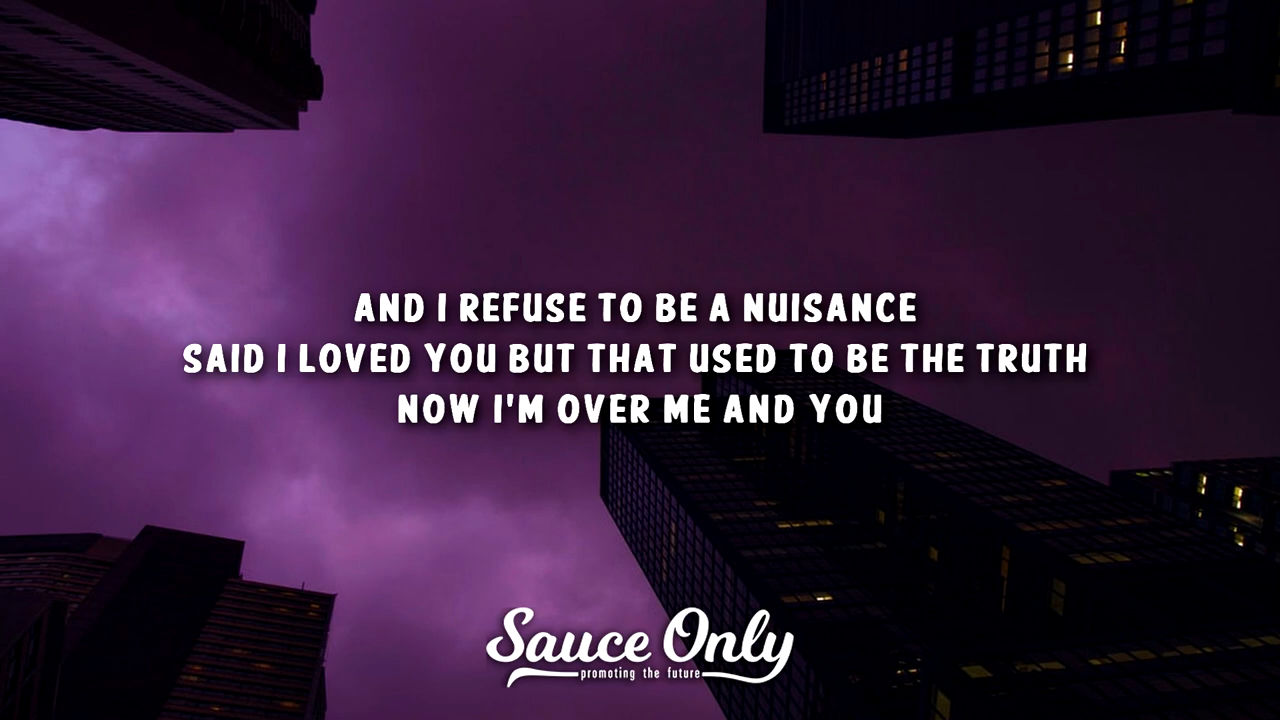 AND I REFUSE TO BE A NUISANCE
SAID I LOVED YOU BUT THAT USED TO BE THE TRUTH
NOW I'M OVER ME AND YOU
Sauce Only
promoting the future